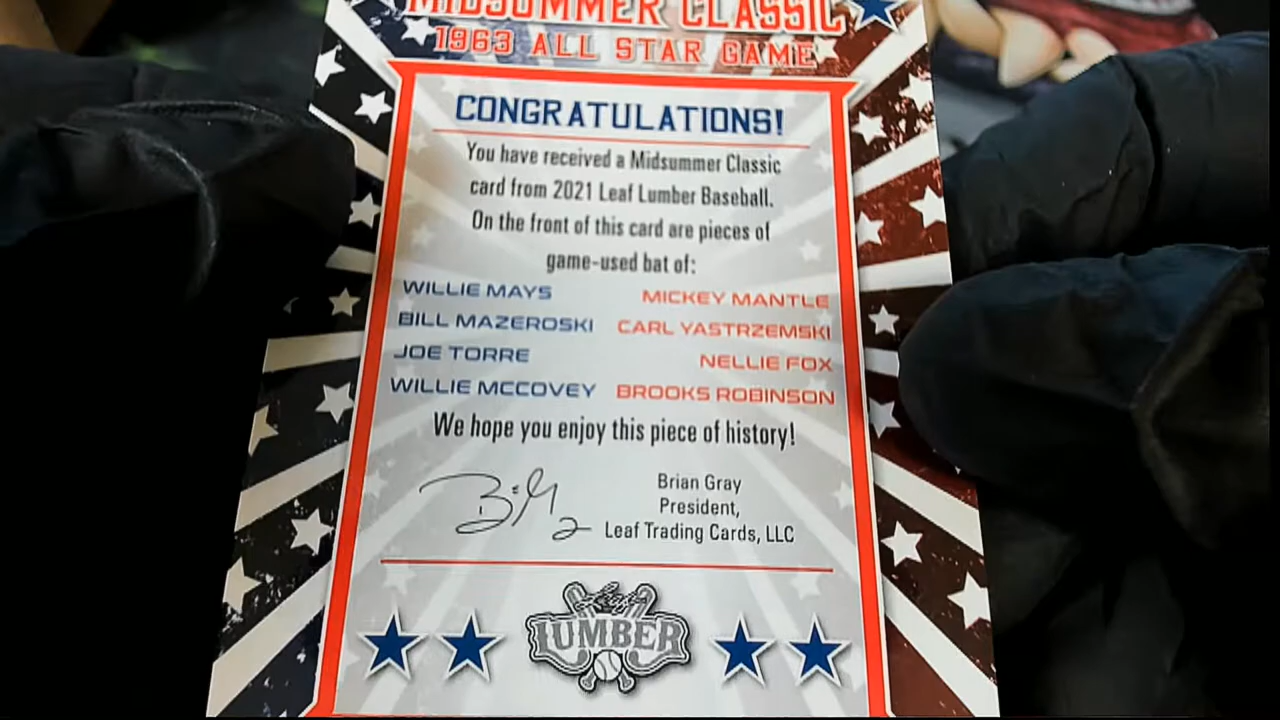 MIDSUMMER CLASSIC
1963 ALL STAR GAME
CONGRATULATIONS!
You have received a Midsummer Classic
card from 2021 Leaf Lumber Baseball.
On the front of this card are pieces of
game-used bat of:
WILLIE MAYS MICKEY MANTLE
BILL MAZEROSKI CARL YASTRZEMSKI
JOE TORRE NELLIE FOX
WILLIE MCCOVEY BROOKS ROBINSON
We hope you enjoy this piece of history!
Brian Gray
President,
Leaf Trading Cards, LLC
Leaf
LUMBER